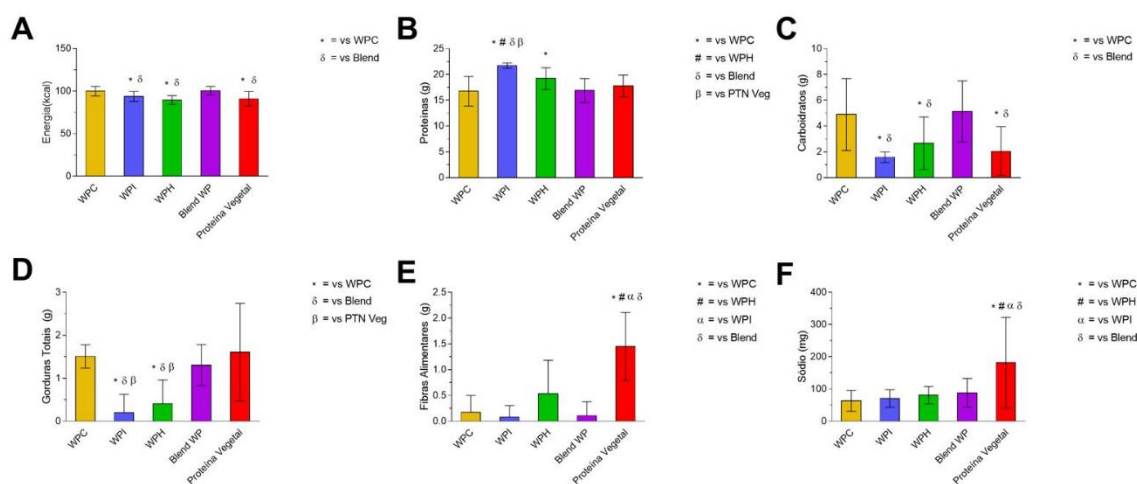 A
Energia(kcal)
150
100
50
0
* δ
* δ
* δ
WPC
WPI
WPH
Blend WP
Proteína Vegetal
* = vs WPC
δ = vs Blend
B
Proteínas (g)
25
20
15
10
5
0
* # δ β
*
WPC
WPI
WPH
Blend WP
Proteína Vegetal
* = vs WPC
# = vs WPH
δ = vs Blend
β = vs PTN Veg
C
Carboidratos (g)
10
8
6
4
2
0
* δ
* δ
* δ
WPC
WPI
WPH
Blend WP
Proteína Vegetal
* = vs WPC
δ = vs Blend
D
Gorduras Totais (g)
3
2
1
0
* δ β
* δ β
WPC
WPI
WPH
Blend WP
Proteína Vegetal
* = vs WPC
δ = vs Blend
β = vs PTN Veg
E
Fibras Alimentares (g)
2.5
2.0
1.5
1.0
0.5
0.0
* # α δ
WPC
WPI
WPH
Blend WP
Proteína Vegetal
* = vs WPC
# = vs WPH
α = vs WPI
δ = vs Blend
F
Sódio (mg)
400
300
200
100
0
* # α δ
WPC
WPI
WPH
Blend WP
Proteína Vegetal
* = vs WPC
# = vs WPH
α = vs WPI
δ = vs Blend